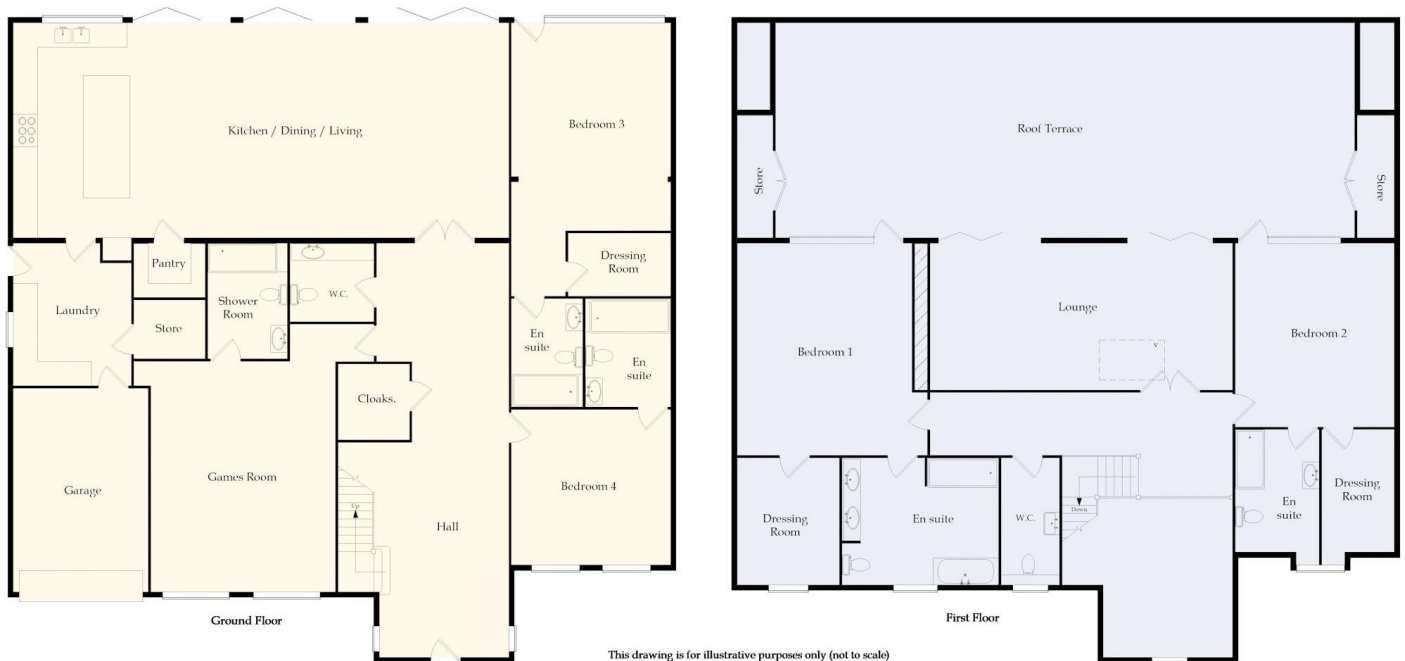 Kitchen / Dining / Living
Bedroom 3
Pantry
Dressing
Room
Laundry
Store
Shower
Room
W.C.
En
suite
En
suite
Cloaks.
Garage
Games Room
Up
Hall
Bedroom 4
Ground Floor
Roof Terrace
Store
Store
Bedroom 1
Lounge
V
Bedroom 2
Dressing
Room
En suite
W.C.
Down
En
suite
Dressing
Room
First Floor
This drawing is for illustrative purposes only (not to scale)